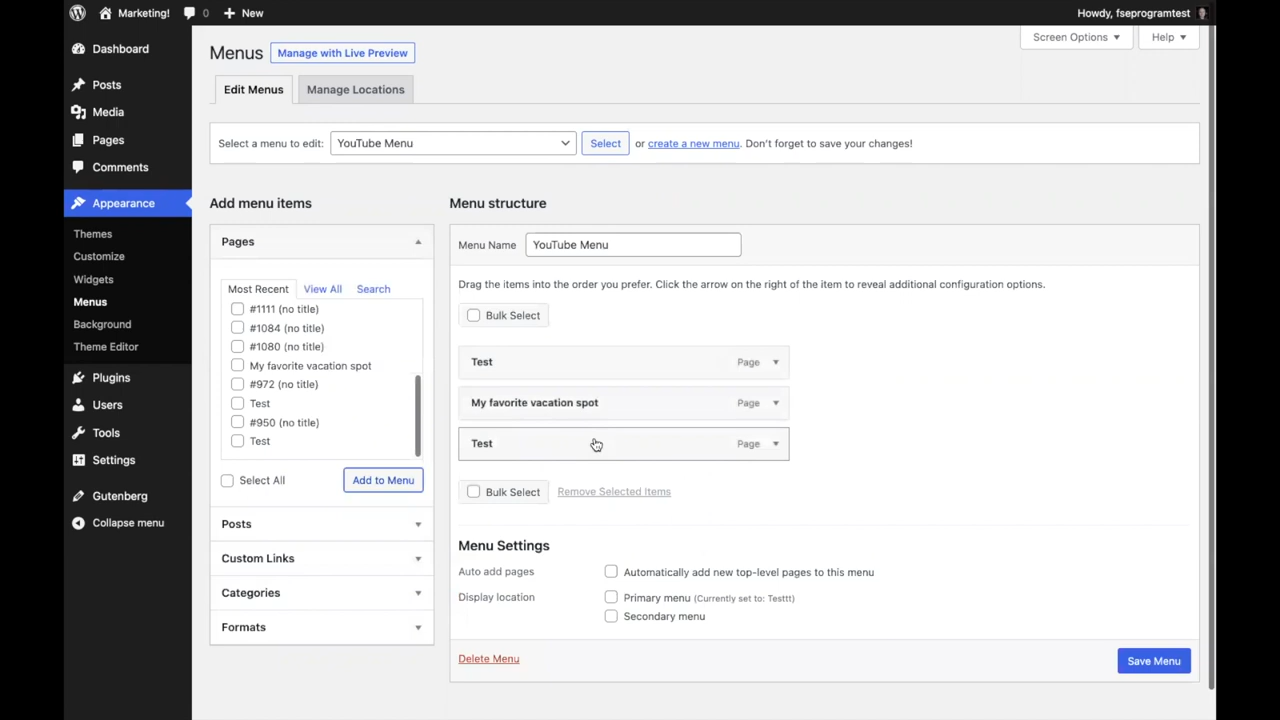 Marketing!
0
New
Howdy, fseprogramtest
Dashboard
Posts
Media
Pages
Comments
Appearance
Themes
Customize
Widgets
Menus
Background
Theme Editor
Plugins
Users
Tools
Settings
Gutenberg
Collapse menu
Screen Options
Help
Menus
Manage with Live Preview
Edit Menus
Manage Locations
Select a menu to edit: YouTube Menu Select or create a new menu. Don't forget to save your changes!
Add menu items
Pages
Most Recent View All Search
#1111 (no title)
#1084 (no title)
#1080 (no title)
My favorite vacation spot
#972 (no title)
Test
#950 (no title)
Test
Select All
Add to Menu
Posts
Custom Links
Categories
Formats
Menu structure
Menu Name YouTube Menu
Drag the items into the order you prefer. Click the arrow on the right of the item to reveal additional configuration options.
Bulk Select
Test Page
My favorite vacation spot Page
Test Page
Bulk Select Remove Selected Items
Menu Settings
Auto add pages Automatically add new top-level pages to this menu
Display location Primary menu (Currently set to: Testtt)
Secondary menu
Delete Menu
Save Menu